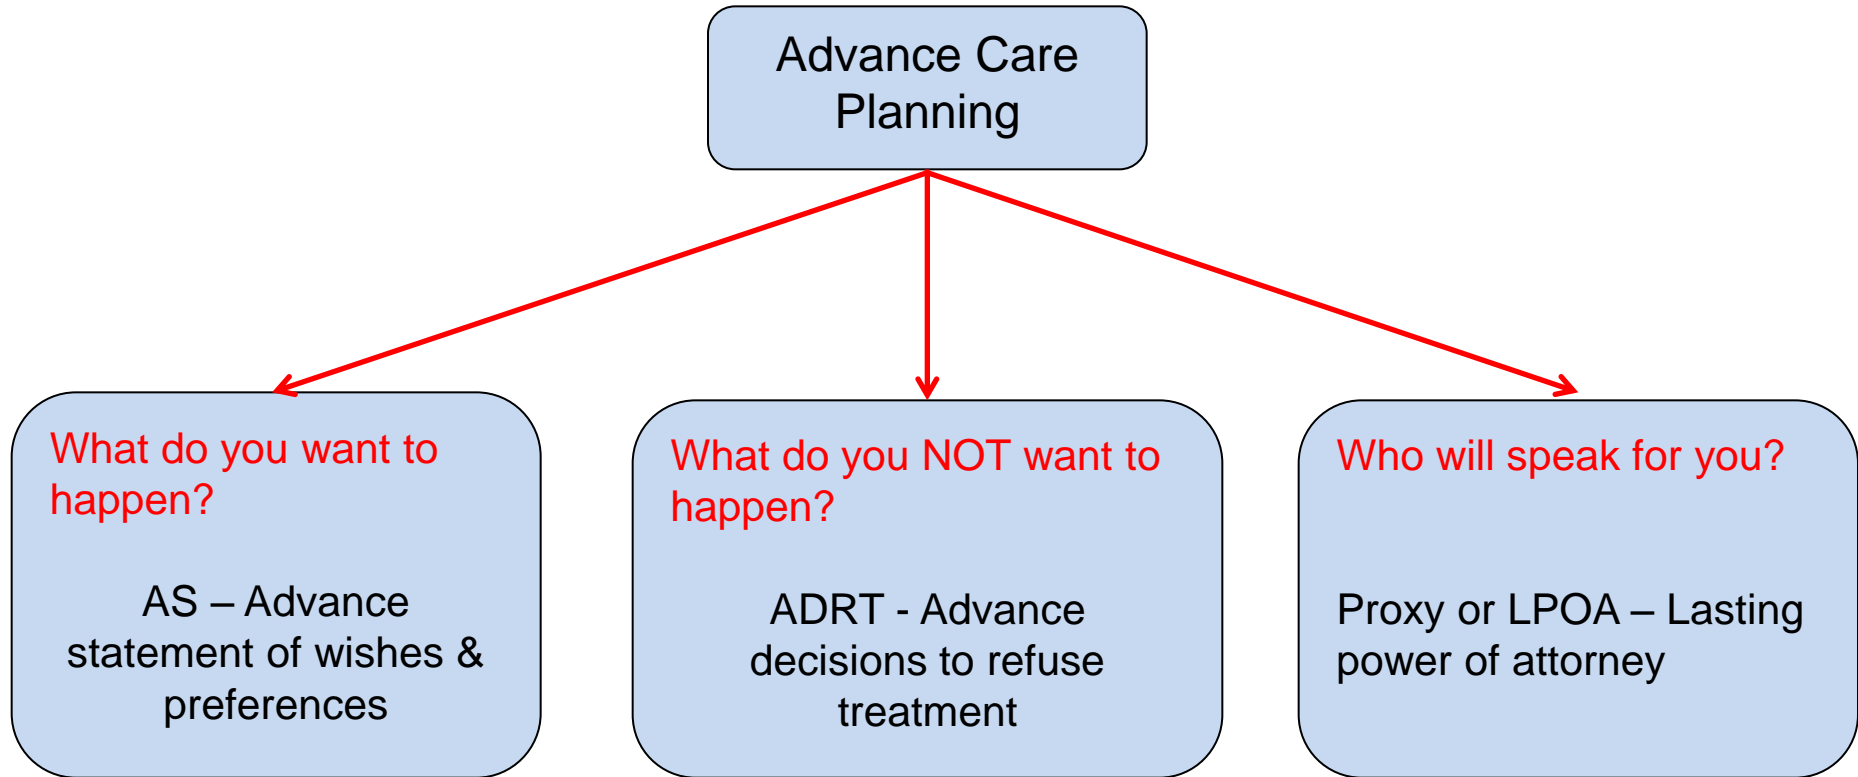 Advance Care
Planning
What do you want to
happen?
AS – Advance
statement of wishes &
preferences
What do you NOT want to
happen?
ADRT - Advance
decisions to refuse
treatment
Who will speak for you?
Proxy or LPOA – Lasting
power of attorney